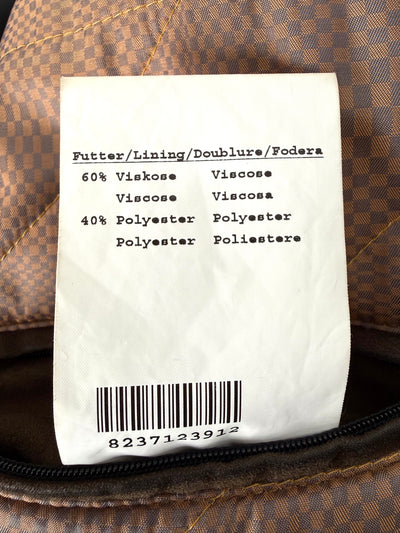 Futter/Lining/Doublure/Fodera
60% Viskose Viscose
Viscose Viscosa
40% Polyester Polyester
Polyester Poliestere
8237123912